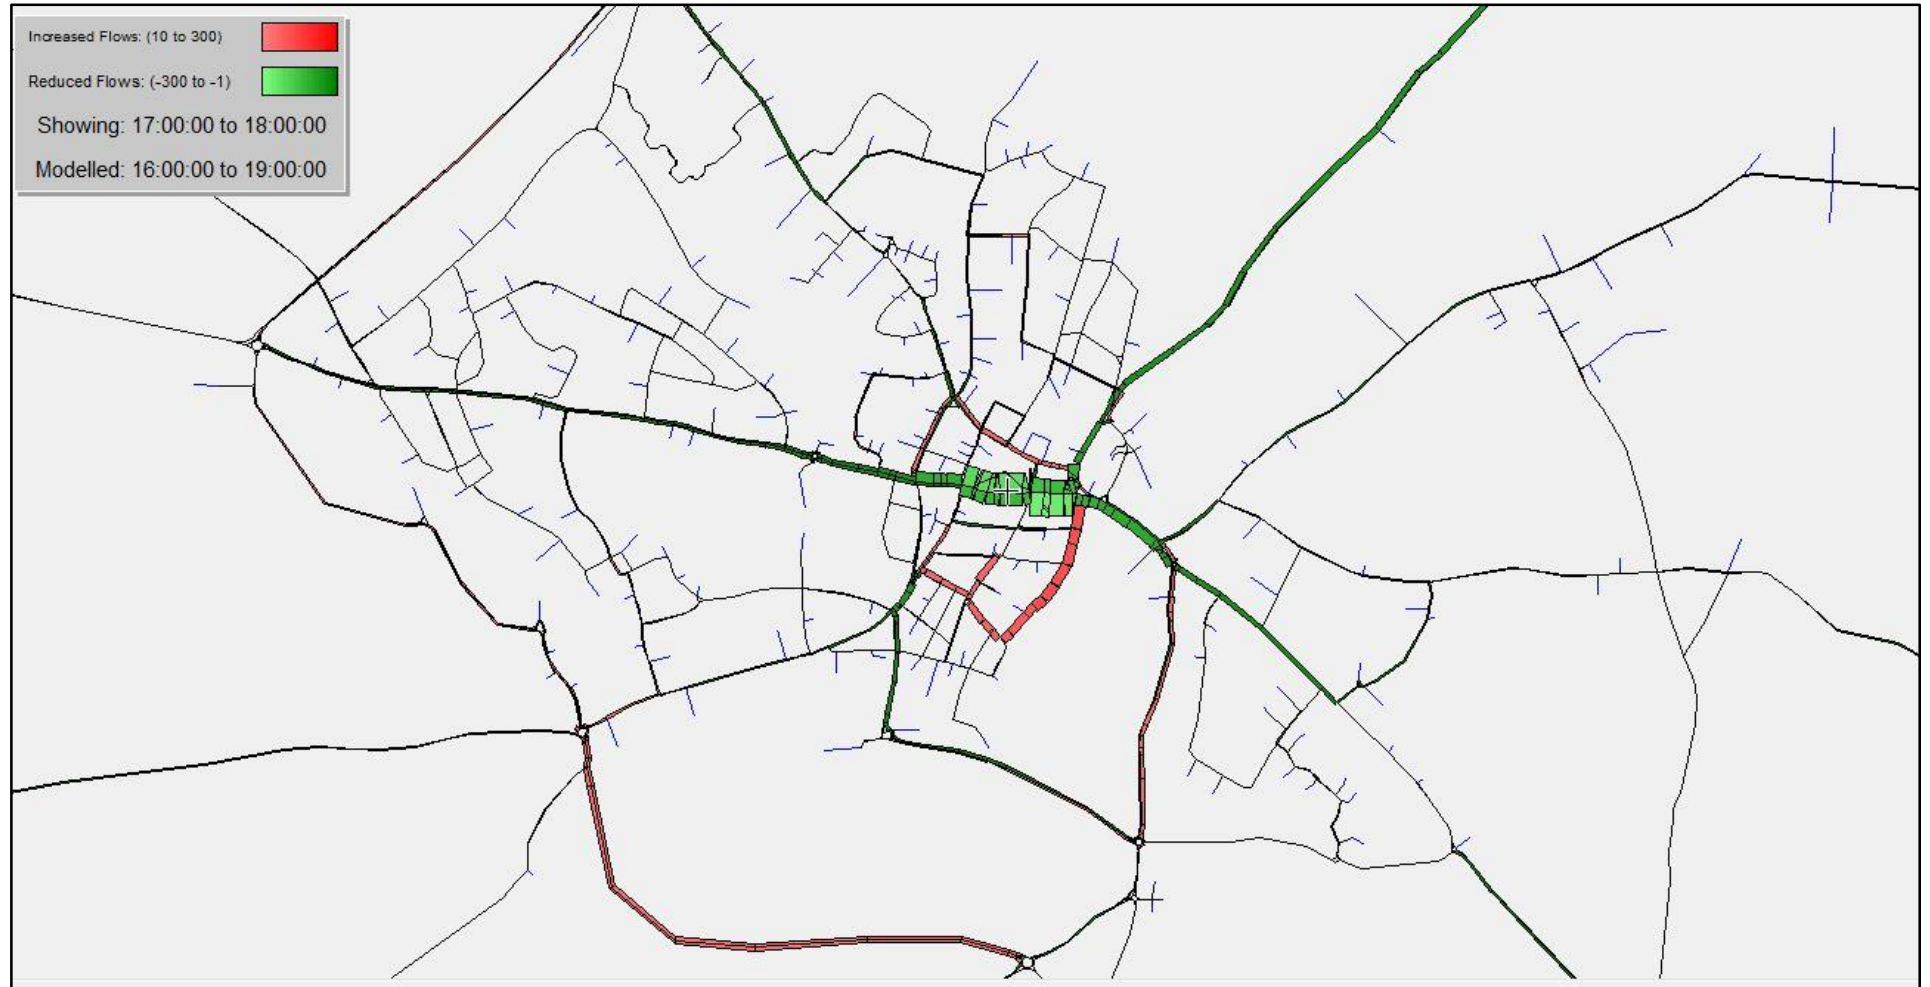 Increased Flows: (10 to 300)
Reduced Flows: (-300 to -1)
Showing: 17:00:00 to 18:00:00
Modelled: 16:00:00 to 19:00:00